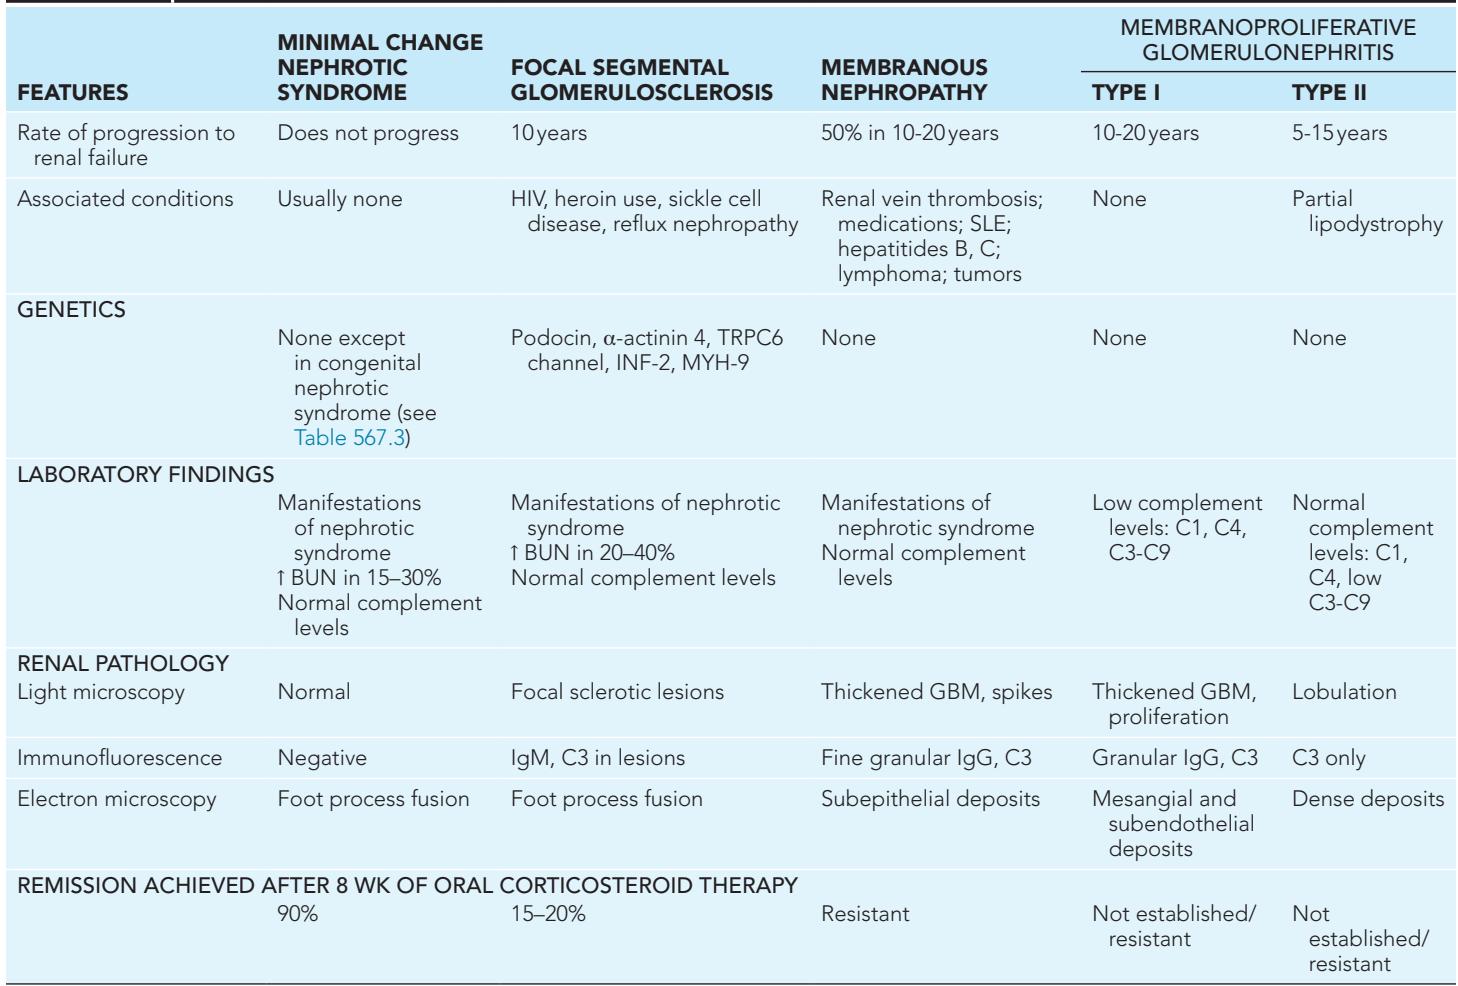 MEMBRANOPROLIFERATIVE
GLOMERULONEPHRITIS
FEATURES
MINIMAL CHANGE
NEPHROTIC
SYNDROME
FOCAL SEGMENTAL
GLOMERULOSCLEROSIS
MEMBRANOUS
NEPHROPATHY
TYPE I
TYPE II
Rate of progression to
renal failure
Does not progress
10 years
50% in 10-20 years
10-20 years
5-15 years
Associated conditions
Usually none
HIV, heroin use, sickle cell
disease, reflux nephropathy
Renal vein thrombosis;
medications; SLE;
hepatitides B, C;
lymphoma; tumors
None
Partial
lipodystrophy
GENETICS
None except
in congenital
nephrotic
syndrome (see
Table 567.3)
Podocin, α-actinin 4, TRPC6
channel, INF-2, MYH-9
None
None
None
LABORATORY FINDINGS
Manifestations
of nephrotic
syndrome
↑ BUN in 15–30%
Normal complement
levels
Manifestations of nephrotic
syndrome
↑ BUN in 20–40%
Normal complement levels
Manifestations of
nephrotic syndrome
Normal complement
levels
Low complement
levels: C1, C4,
C3-C9
Normal
complement
levels: C1,
C4, low
C3-C9
RENAL PATHOLOGY
Light microscopy
Normal
Focal sclerotic lesions
Thickened GBM, spikes
Thickened GBM,
proliferation
Lobulation
Immunofluorescence
Negative
IgM, C3 in lesions
Fine granular IgG, C3
Granular IgG, C3
C3 only
Electron microscopy
Foot process fusion
Foot process fusion
Subepithelial deposits
Mesangial and
subendothelial
deposits
Dense deposits
REMISSION ACHIEVED AFTER 8 WK OF ORAL CORTICOSTEROID THERAPY
90%
15–20%
Resistant
Not established/
resistant
Not
established/
resistant